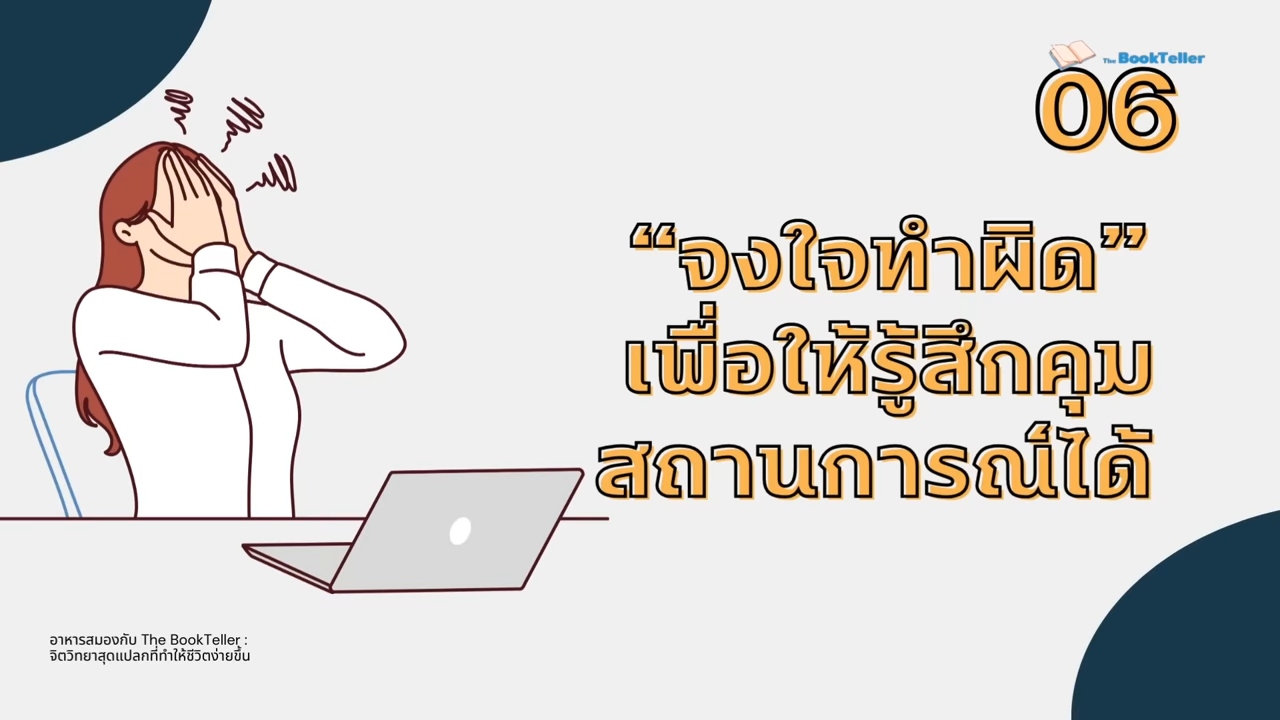 The BookTeller
06
“จงใจทำผิด”
เพื่อให้รู้สึกคุม
สถานการณ์ได้
อาหารสมองกับ The BookTeller :
จิตวิทยาสุดแปลกที่ทำให้ชีวิตง่ายขึ้น